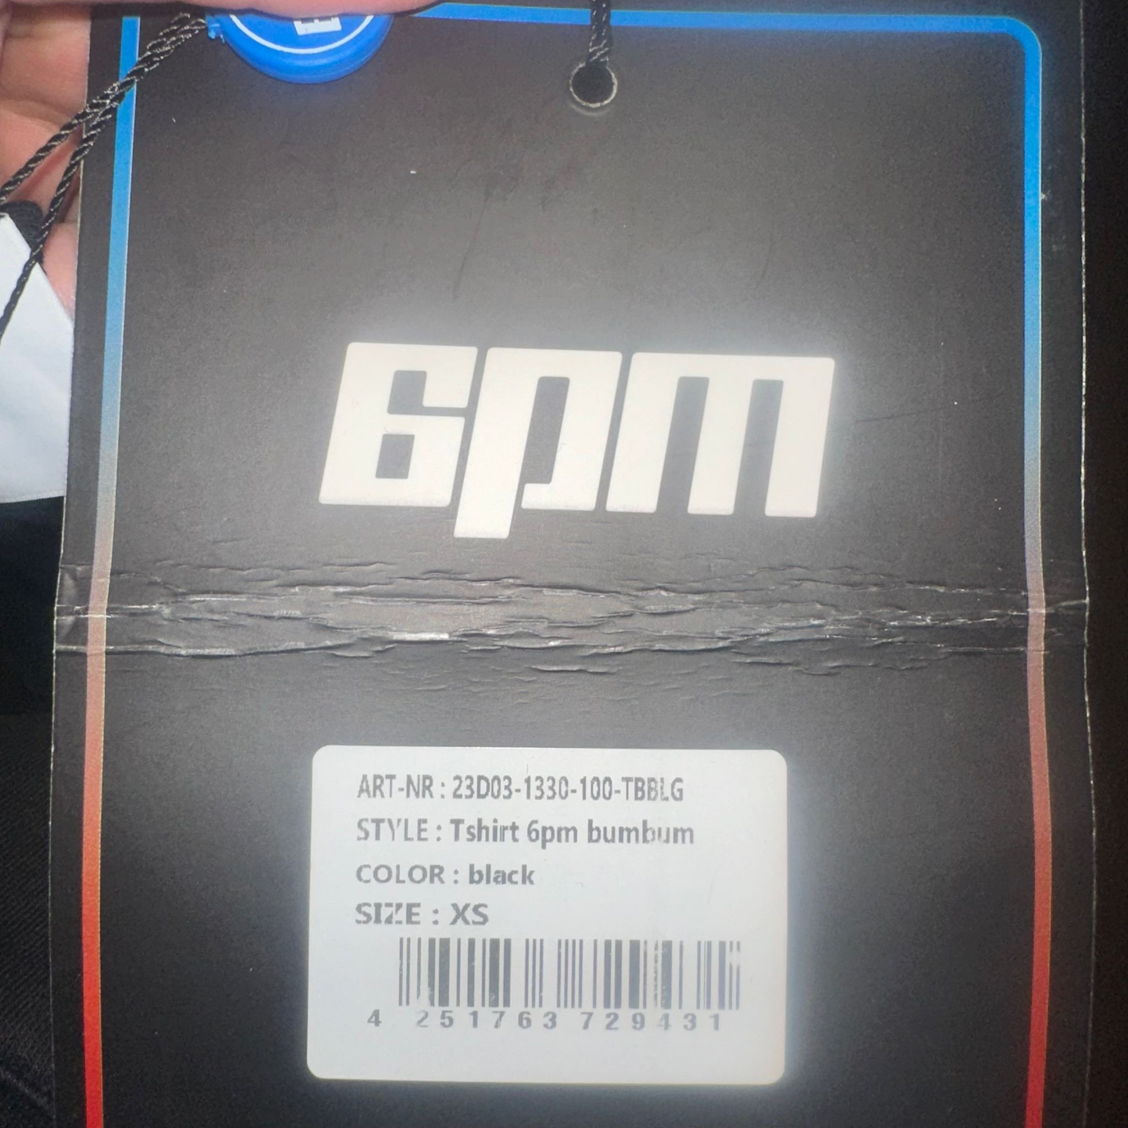 6pm
ART-NR : 23D03-1330-100-TBBLG
STYLE : Tshirt 6pm bumbum
COLOR : black
SIZE : XS
4 251763 729431